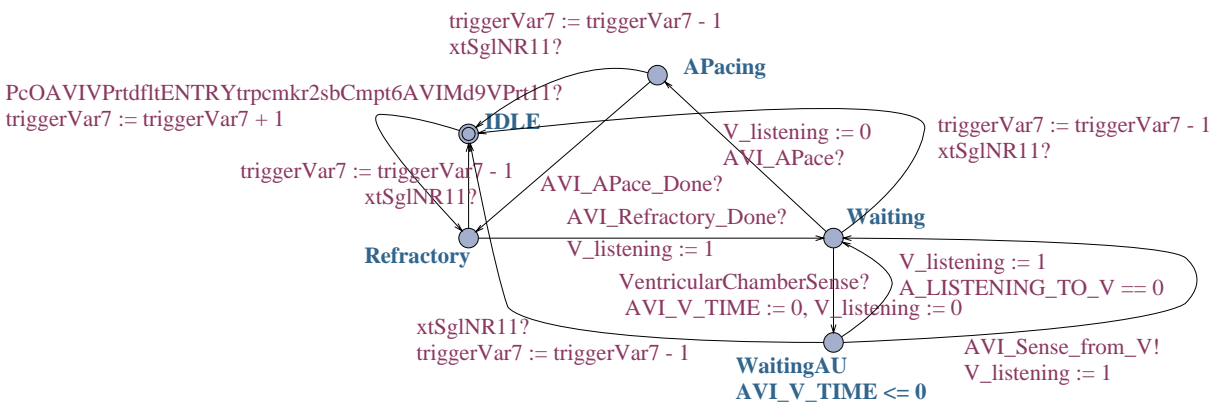 triggerVar7 := triggerVar7 - 1
xtSglNR11?
APacing
PcOAVIVPrtdfltENTRYtrpcmkr2sbCmpt6AVIMd9VPrt11?
triggerVar7 := triggerVar7 + 1
IDLE
V_listening := 0
AVI_APace?
triggerVar7 := triggerVar7 - 1
xtSglNR11?
triggerVar7 := triggerVar7 - 1
xtSglNR11?
AVI_APace_Done?
AVI_Refractory_Done?
Waiting
Refractory
V_listening := 1
VentricularChamberSense?
AVI_V_TIME := 0, V_listening := 0
V_listening := 1
A_LISTENING_TO_V == 0
xtSglNR11?
triggerVar7 := triggerVar7 - 1
WaitingAU
AVI_V_TIME <= 0
AVI_Sense_from_V!
V_listening := 1